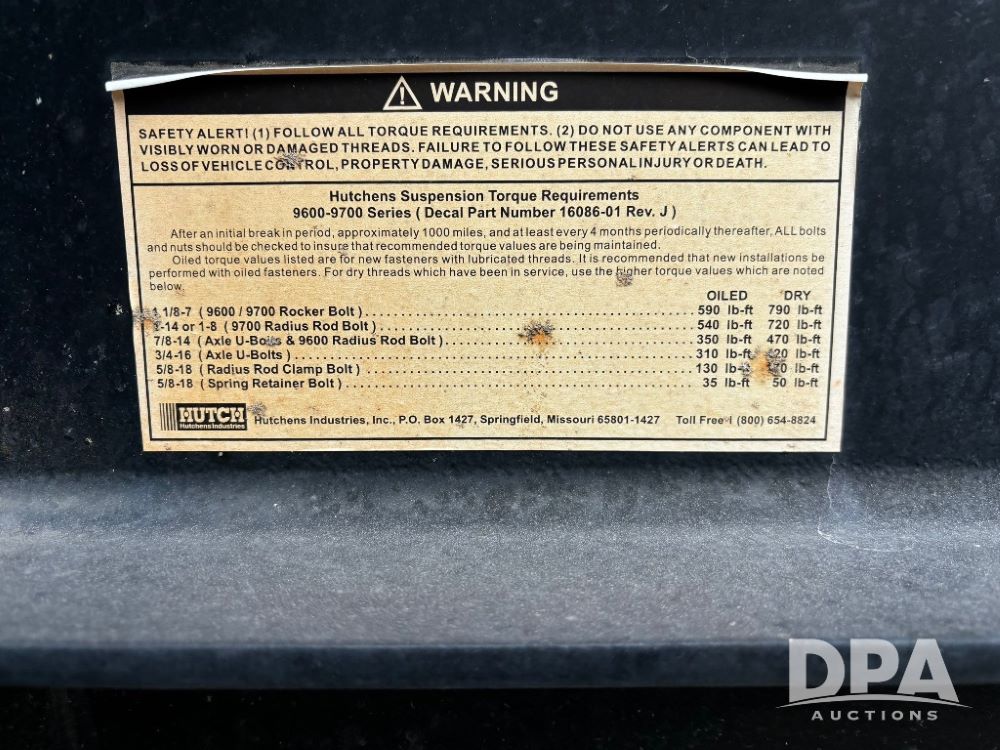 WARNING
SAFETY ALERT! (1) FOLLOW ALL TORQUE REQUIREMENTS. (2) DO NOT USE ANY COMPONENT WITH
VISIBLY WORN OR DAMAGED THREADS. FAILURE TO FOLLOW THESE SAFETY ALERTS CAN LEAD TO
LOSS OF VEHICLE CONTROL, PROPERTY DAMAGE, SERIOUS PERSONAL INJURY OR DEATH.
Hutchens Suspension Torque Requirements
9600-9700 Series ( Decal Part Number 16086-01 Rev. J )
After an initial break in period, approximately 1000 miles, and at least every 4 months periodically thereafter, ALL bolts
and nuts should be checked to insure that recommended torque values are being maintained.
Oiled torque values listed are for new fasteners with lubricated threads. It is recommended that new installations be
performed with oiled fasteners. For dry threads which have been in service, use the higher torque values which are noted
below.
OILED DRY
1 1/8-7 ( 9600 / 9700 Rocker Bolt ) 590 lb-ft 790 lb-ft
1-14 or 1-8 ( 9700 Radius Rod Bolt ) 540 lb-ft 720 lb-ft
7/8-14 ( Axle U-Bolts & 9600 Radius Rod Bolt ) 350 lb-ft 470 lb-ft
3/4-16 ( Axle U-Bolts ) 310 lb-ft lb-ft
5/8-18 ( Radius Rod Clamp Bolt ) 130 lb-ft lb-ft
5/8-18 ( Spring Retainer Bolt ) 35 lb-ft 50 lb-ft
HUTCH
Hutchens Industries
Hutchens Industries, Inc., P.O. Box 1427, Springfield, Missouri 65801-1427 Toll Free 1 (800) 654-8824
DPA
AUCTIONS